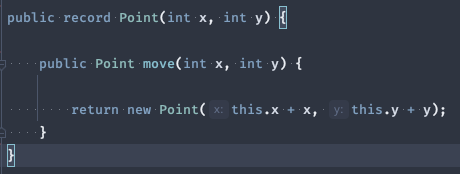 public record Point(int x, int y) {
public Point move(int x, int y) {
return new Point( x: this.x + x, y: this.y + y);
}
}